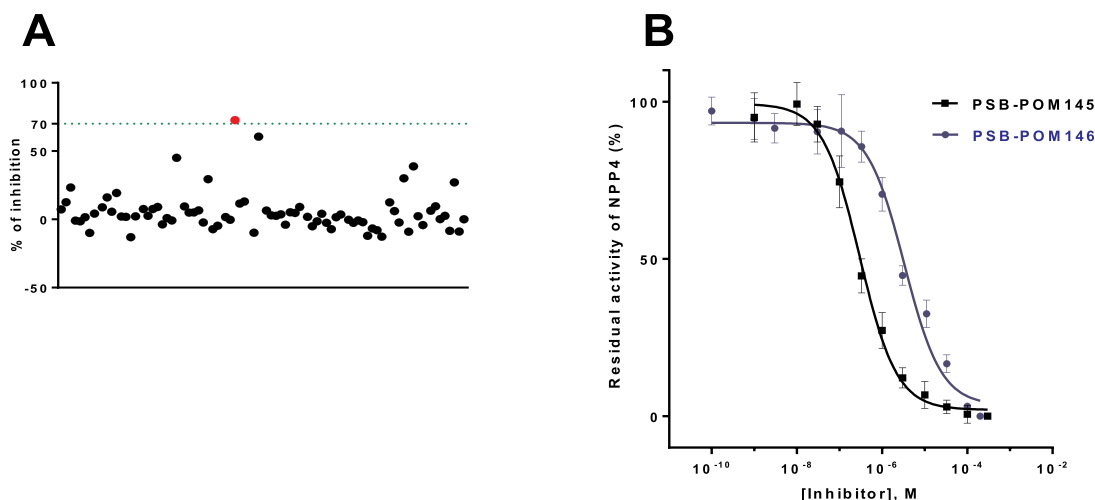 A
100
70
50
0
-50
% of inhibition
B
100
50
0
Residual activity of NPP4 (%)
PSB-POM145
PSB-POM146
10-10 10-8 10-6 10-4 10-2
[Inhibitor], M